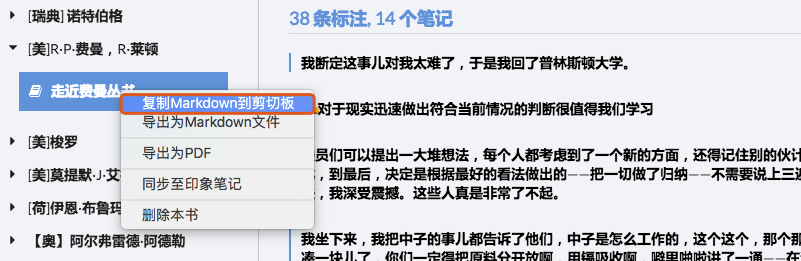 [瑞典] 诺特伯格
[美]R·P·费曼，R·莱顿
走近费曼丛书
[美]梭罗
[美]莫提默·J·艾
[荷]伊恩·布鲁玛
【奥】阿尔弗雷德·阿德勒
复制Markdown到剪切板
导出为Markdown文件
导出为PDF
同步至印象笔记
删除本书
38 条标注, 14 个笔记
我断定这事儿对我太难了，于是我回了普林斯顿大学。
对于现实迅速做出符合当前情况的判断很值得我们学习
员们可以提出一大堆想法，每个人都考虑到了一个新的方面，还得记住别的伙计
，到最后，决定是根据最好的看法做出的——把一切做了归纳——不需要说上三遍
，我深受震撼。这些人真是非常了不起。
我坐下来，我把中子的事儿都告诉了他们，中子是怎么工作的，这个这个，那个那
凑一块儿了，你们一定得把原料分开放啊，用镉吸收啊，噼里啪啦讲了一通——在